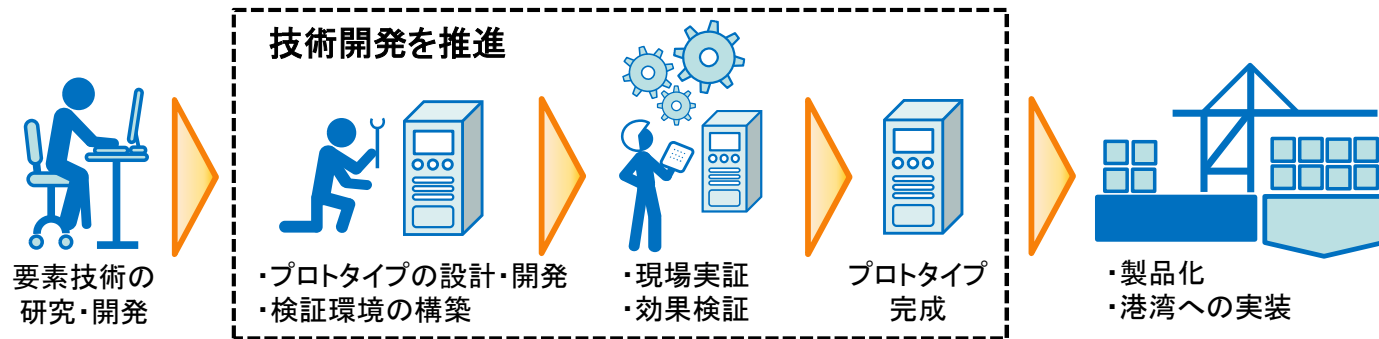 技術開発を推進
要素技術の
研究・開発
・プロトタイプの設計・開発
・検証環境の構築
・現場実証
・効果検証
プロトタイプ
完成
・製品化
・港湾への実装